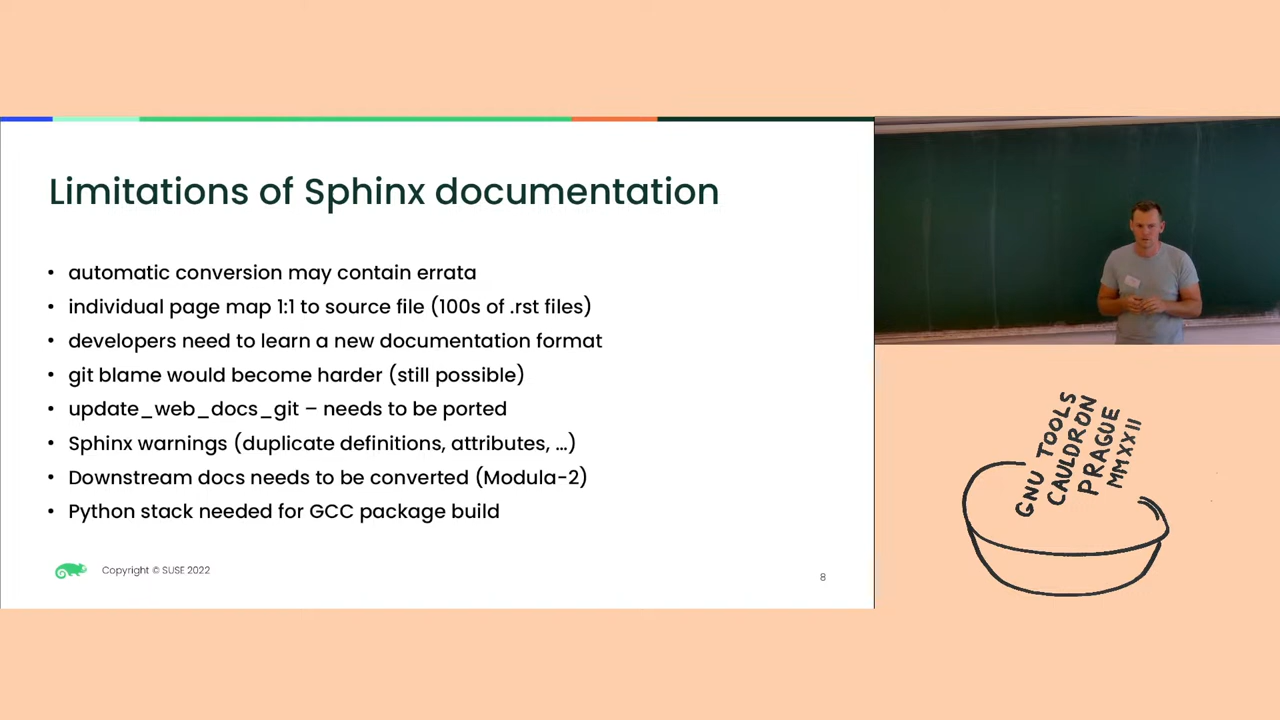 Limitations of Sphinx documentation
• automatic conversion may contain errata
• individual page map 1:1 to source file (100s of .rst files)
• developers need to learn a new documentation format
• git blame would become harder (still possible)
• update_web_docs_git – needs to be ported
• Sphinx warnings (duplicate definitions, attributes, …)
• Downstream docs needs to be converted (Modula-2)
• Python stack needed for GCC package build
Copyright © SUSE 2022
8
GNU TOOLS
CAULDRON
PRAGUE
MMXXII